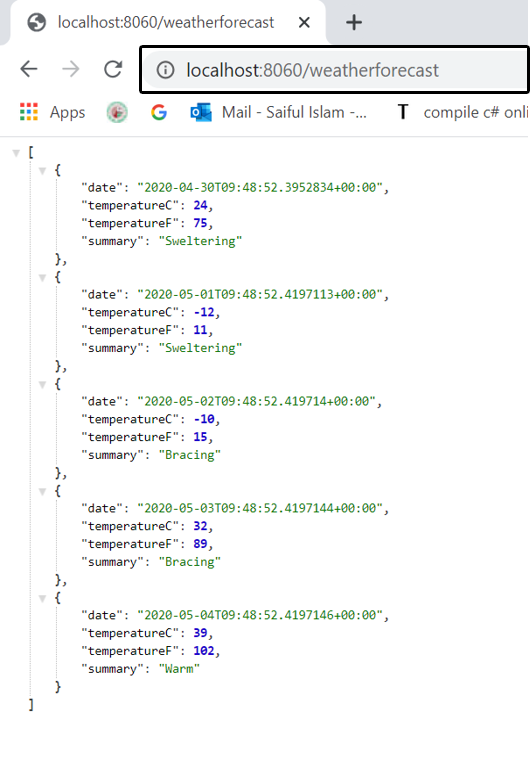 localhost:8060/weatherforecast
localhost:8060/weatherforecast
Apps Mail - Saiful Islam -... T compile c# onli
[
{
"date": "2020-04-30T09:48:52.3952834+00:00",
"temperatureC": 24,
"temperatureF": 75,
"summary": "Sweltering"
},
{
"date": "2020-05-01T09:48:52.4197113+00:00",
"temperatureC": -12,
"temperatureF": 11,
"summary": "Sweltering"
},
{
"date": "2020-05-02T09:48:52.419714+00:00",
"temperatureC": -10,
"temperatureF": 15,
"summary": "Bracing"
},
{
"date": "2020-05-03T09:48:52.4197144+00:00",
"temperatureC": 32,
"temperatureF": 89,
"summary": "Bracing"
},
{
"date": "2020-05-04T09:48:52.4197146+00:00",
"temperatureC": 39,
"temperatureF": 102,
"summary": "Warm"
}
]